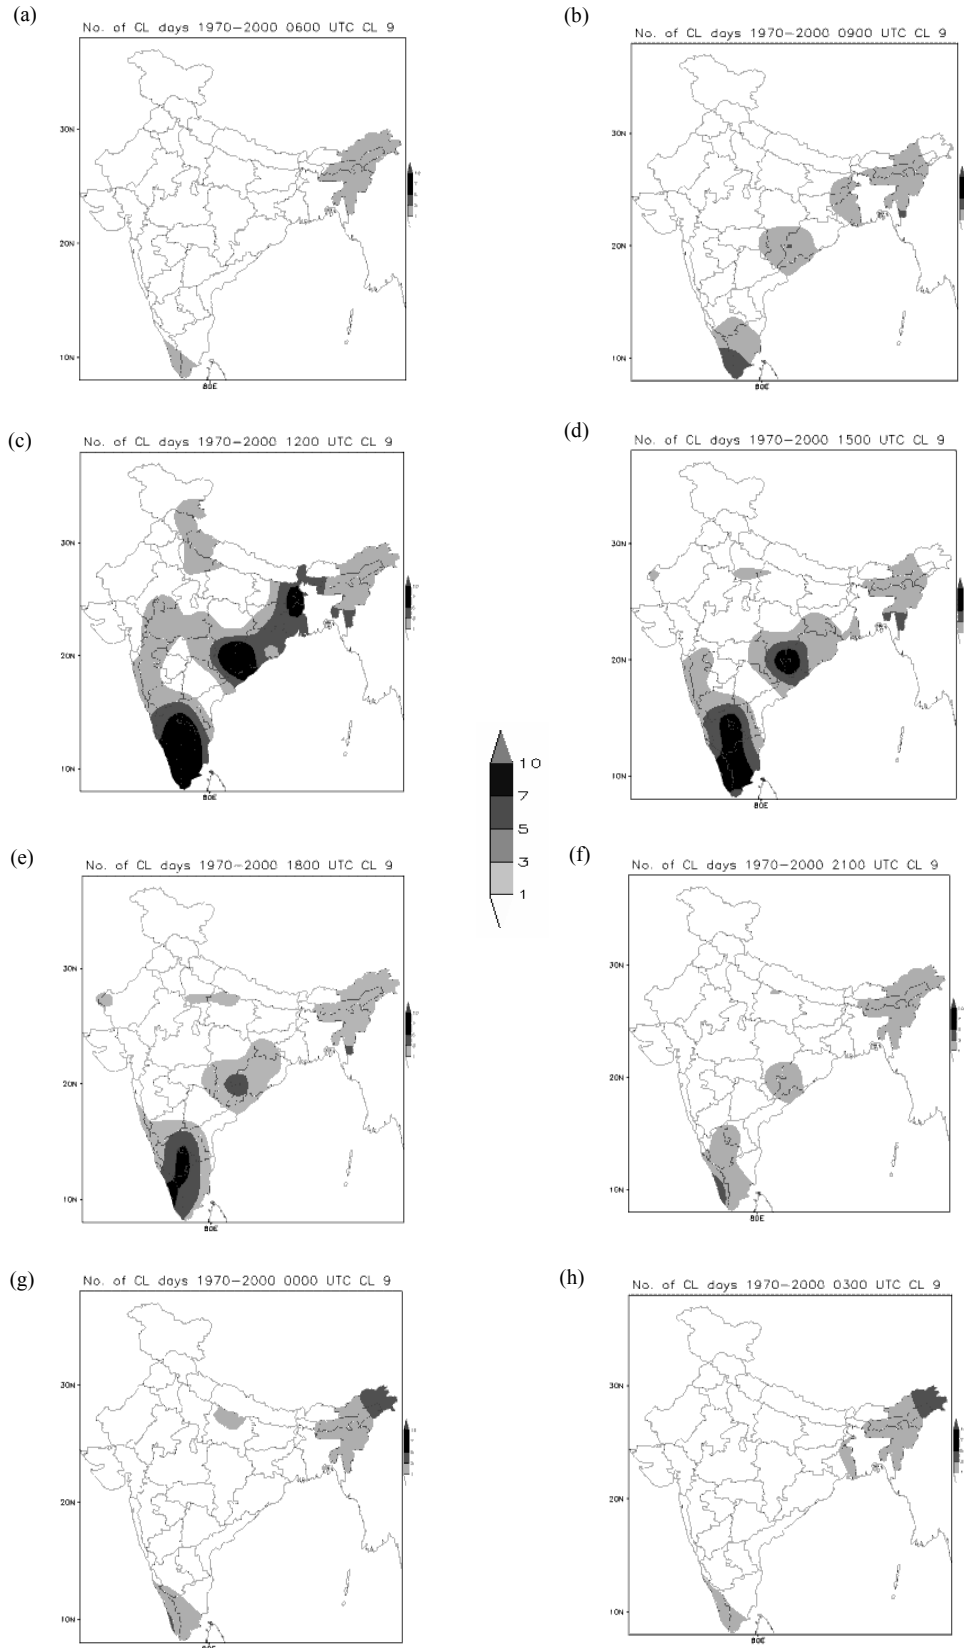 (a)
No. of CL days 1970-2000 0600 UTC CL 9
30N
20N
10N
80E
(b)
No. of CL days 1970-2000 0900 UTC CL 9
30N
20N
10N
80E
(c)
No. of CL days 1970-2000 1200 UTC CL 9
30N
20N
10N
80E
(d)
No. of CL days 1970-2000 1500 UTC CL 9
30N
20N
10N
80E
10
7
5
3
1
(e)
No. of CL days 1970-2000 1800 UTC CL 9
30N
20N
10N
80E
(f)
No. of CL days 1970-2000 2100 UTC CL 9
30N
20N
10N
80E
(g)
No. of CL days 1970-2000 0000 UTC CL 9
30N
20N
10N
80E
(h)
No. of CL days 1970-2000 0300 UTC CL 9
30N
20N
10N
80E